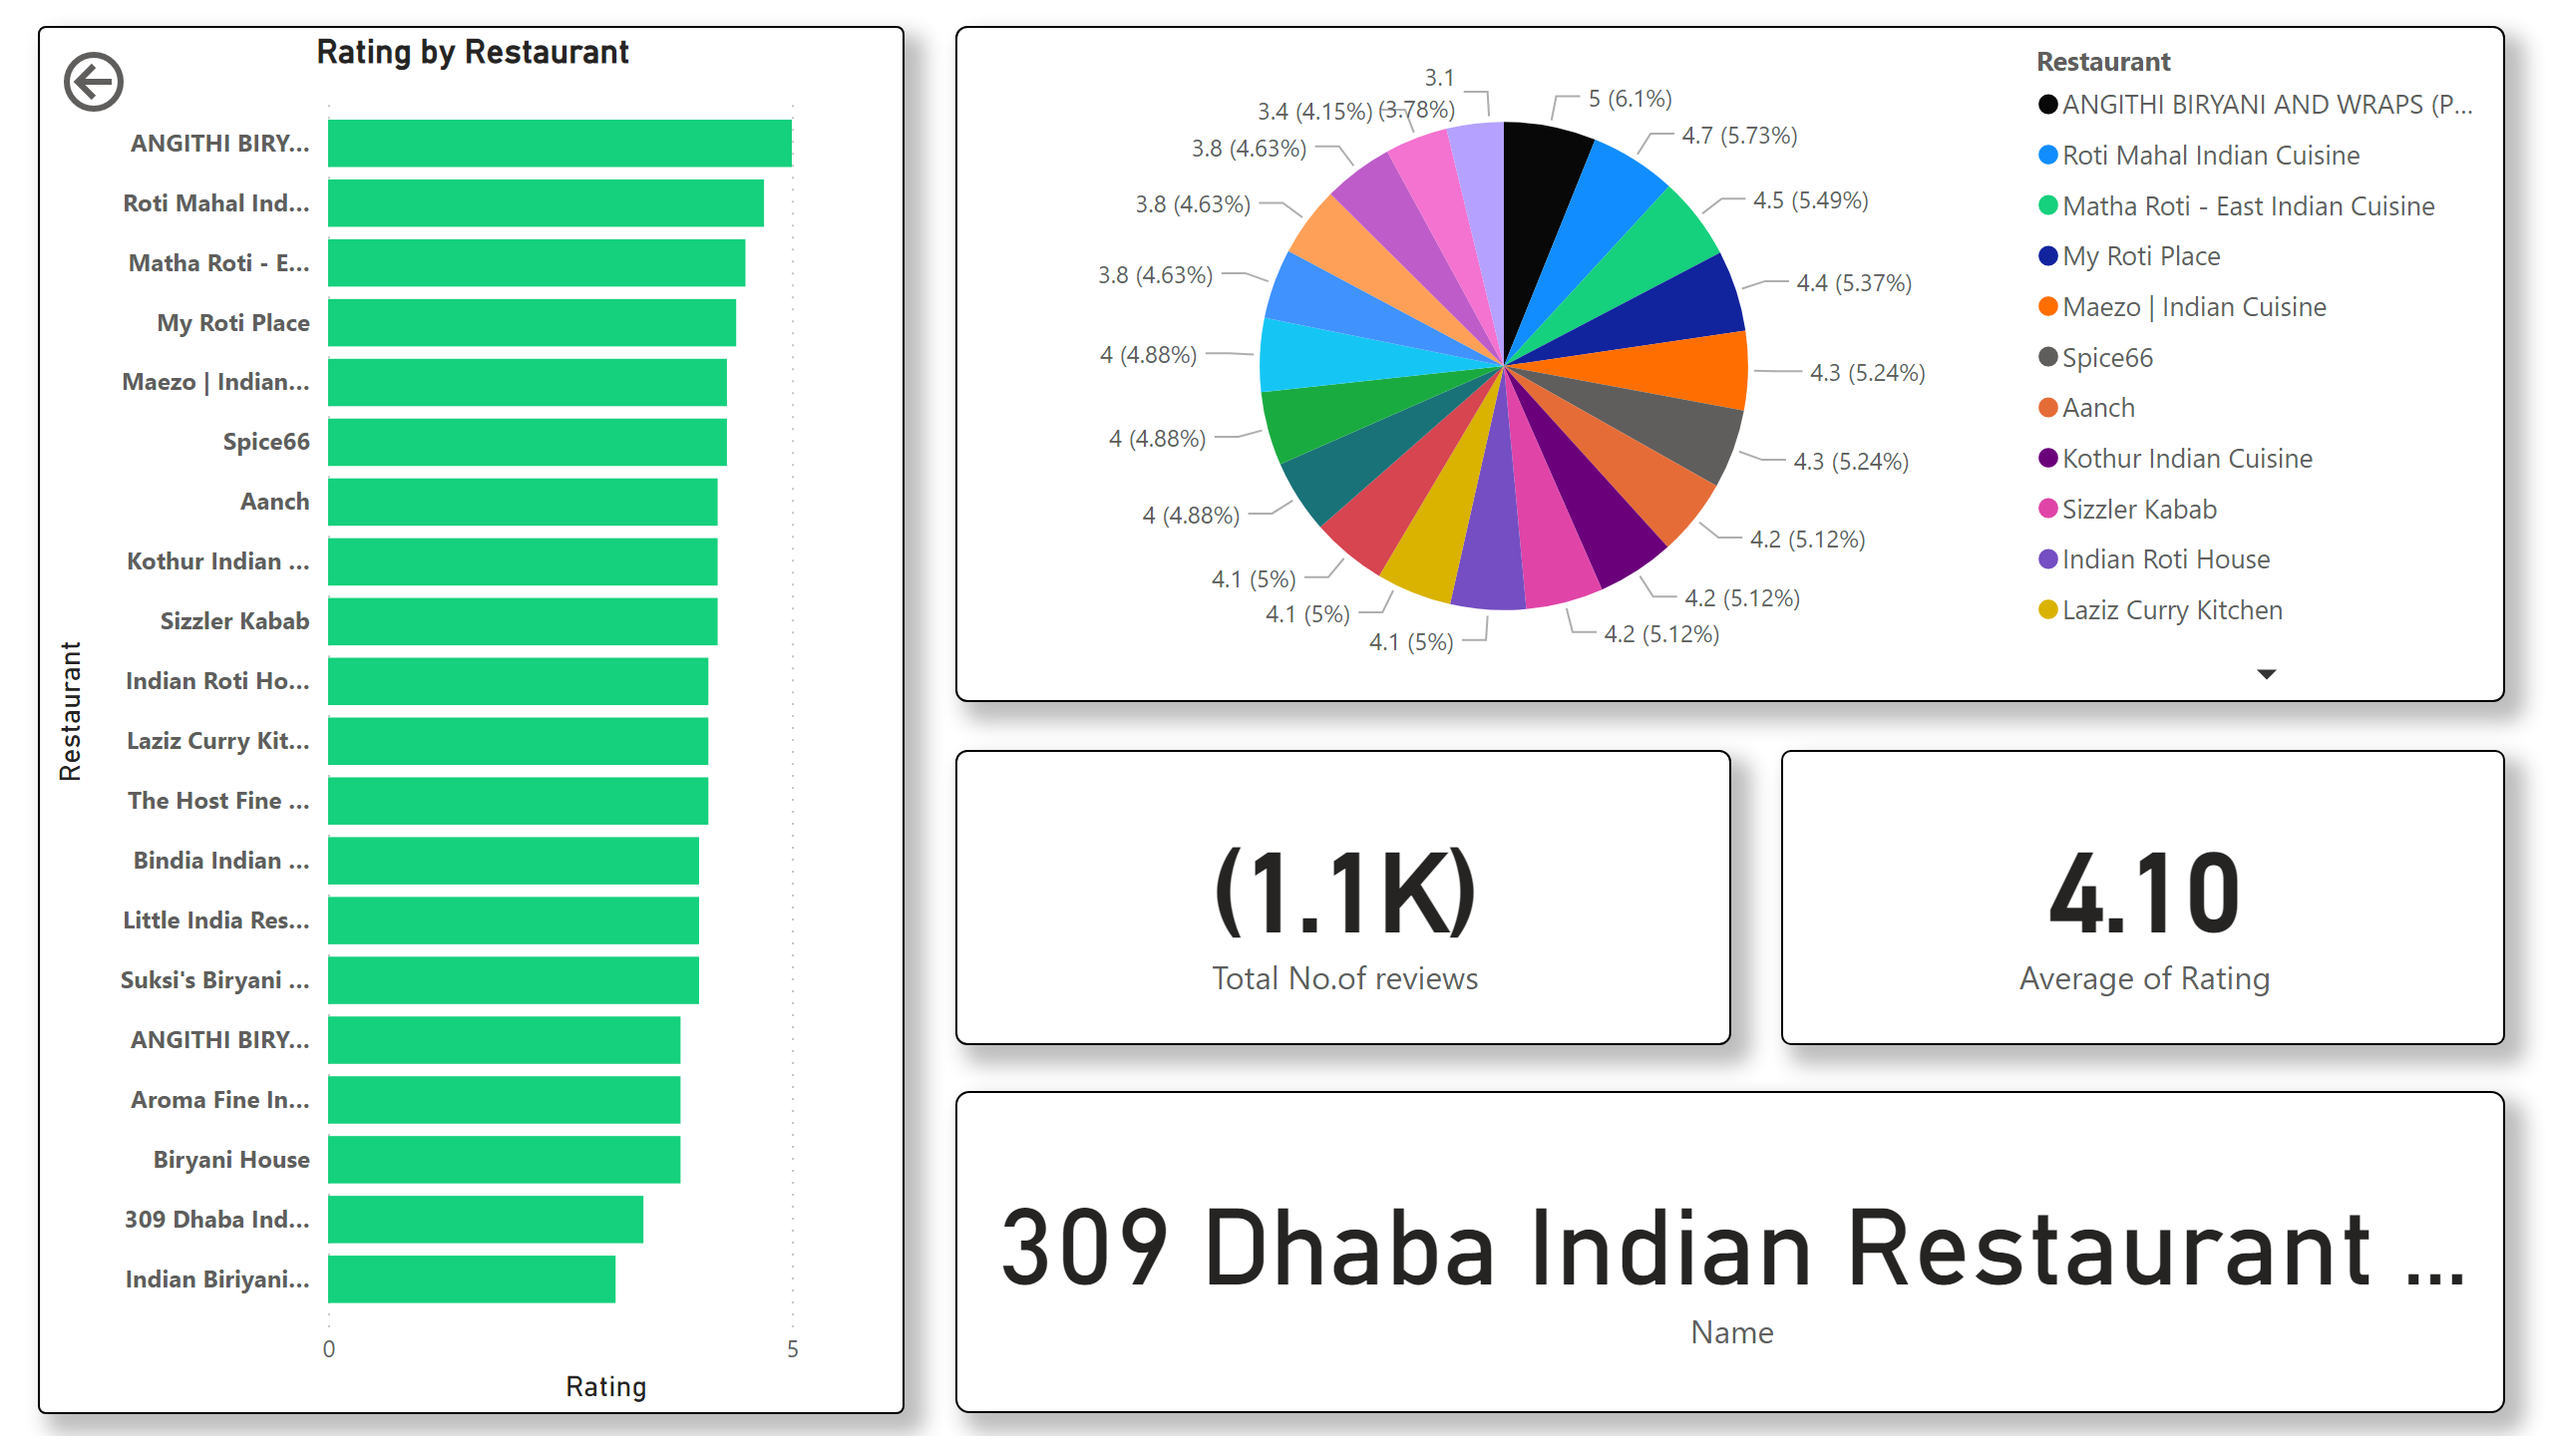 Rating by Restaurant
Restaurant
ANGITHI BIRY...
Roti Mahal Ind...
Matha Roti - E...
My Roti Place
Maezo | Indian...
Spice66
Aanch
Kothur Indian ...
Sizzler Kabab
Indian Roti Ho...
Laziz Curry Kit...
The Host Fine ...
Bindia Indian ...
Little India Res...
Suksi's Biryani ...
ANGITHI BIRY...
Aroma Fine In...
Biryani House
309 Dhaba Ind...
Indian Biriyani...
0
5
Rating
5 (6.1%)
4.7 (5.73%)
4.5 (5.49%)
4.4 (5.37%)
4.3 (5.24%)
4.3 (5.24%)
4.2 (5.12%)
4.2 (5.12%)
4.2 (5.12%)
4.1 (5%)
4.1 (5%)
4.1 (5%)
4 (4.88%)
4 (4.88%)
4 (4.88%)
3.8 (4.63%)
3.8 (4.63%)
3.8 (4.63%)
3.4 (4.15%)
3.1
(3.78%)
Restaurant
ANGITHI BIRYANI AND WRAPS (P...
Roti Mahal Indian Cuisine
Matha Roti - East Indian Cuisine
My Roti Place
Maezo | Indian Cuisine
Spice66
Aanch
Kothur Indian Cuisine
Sizzler Kabab
Indian Roti House
Laziz Curry Kitchen
(1.1K)
Total No.of reviews
4.10
Average of Rating
309 Dhaba Indian Restaurant ...
Name